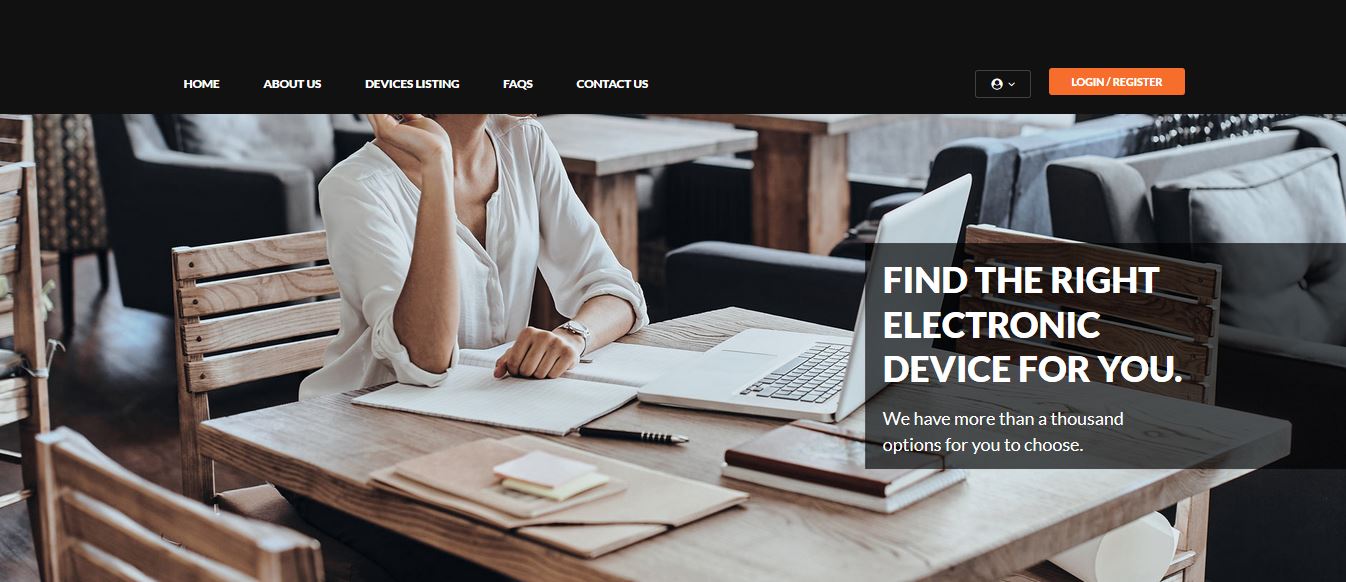 HOME ABOUT US DEVICES LISTING FAQS CONTACT US LOGIN / REGISTER
FIND THE RIGHT
ELECTRONIC
DEVICE FOR YOU.
We have more than a thousand
options for you to choose.